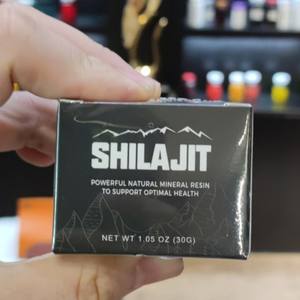 SHILAJIT
POWERFUL NATURAL MINERAL RESIN
TO SUPPORT OPTIMAL HEALTH
NET WT 1.05 OZ (30G)